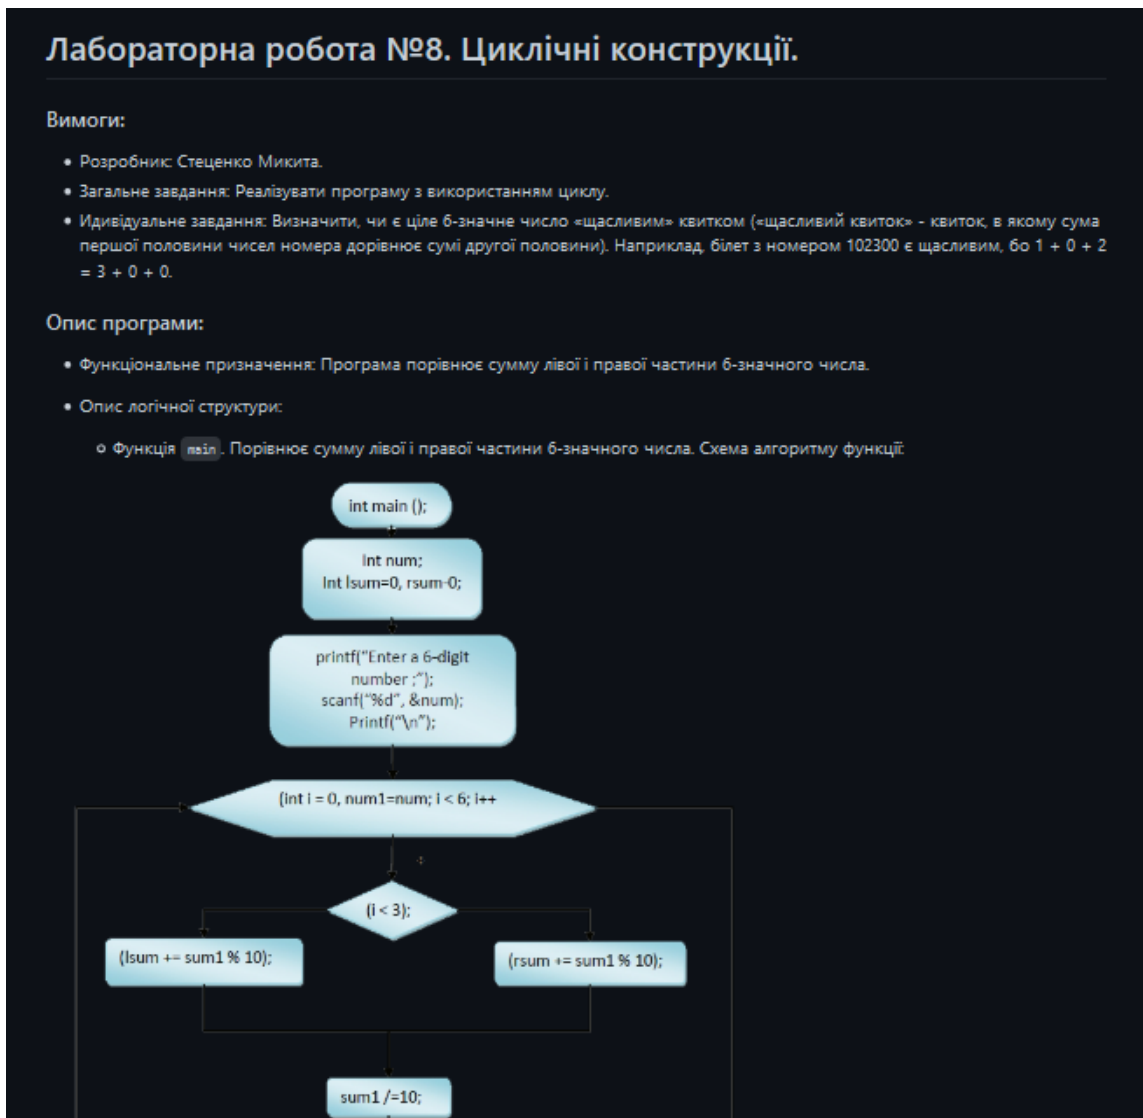 Лабораторна робота №8. Циклічні конструкції.
Вимоги:
• Розробник: Стеценко Микита.
• Загальне завдання: Реалізувати програму з використанням циклу.
• Идивідуальне завдання: Визначити, чи є ціле 6-значне число «щасливим» квитком («щасливий квиток» - квиток, в якому сума
першої половини чисел номера дорівнює сумі другої половини). Наприклад, білет з номером 102300 є щасливим, бо 1 + 0 + 2
= 3 + 0 + 0.
Опис програми:
• Функціональне призначення: Програма порівнює сумму лівої і правої частини 6-значного числа.
• Опис логічної структури:
Функція main. Порівнює сумму лівої і правої частини 6-значного числа. Схема алгоритму функції:
int main ();
Int num;
Int lsum=0, rsum-0;
printf("Enter a 6-digit
number :");
scanf("%d", &num);
Printf("\n");
(int i = 0, num1=num; i < 6; i++
(i < 3);
(lsum += sum1 % 10);
(rsum += sum1 % 10);
sum1 /=10;